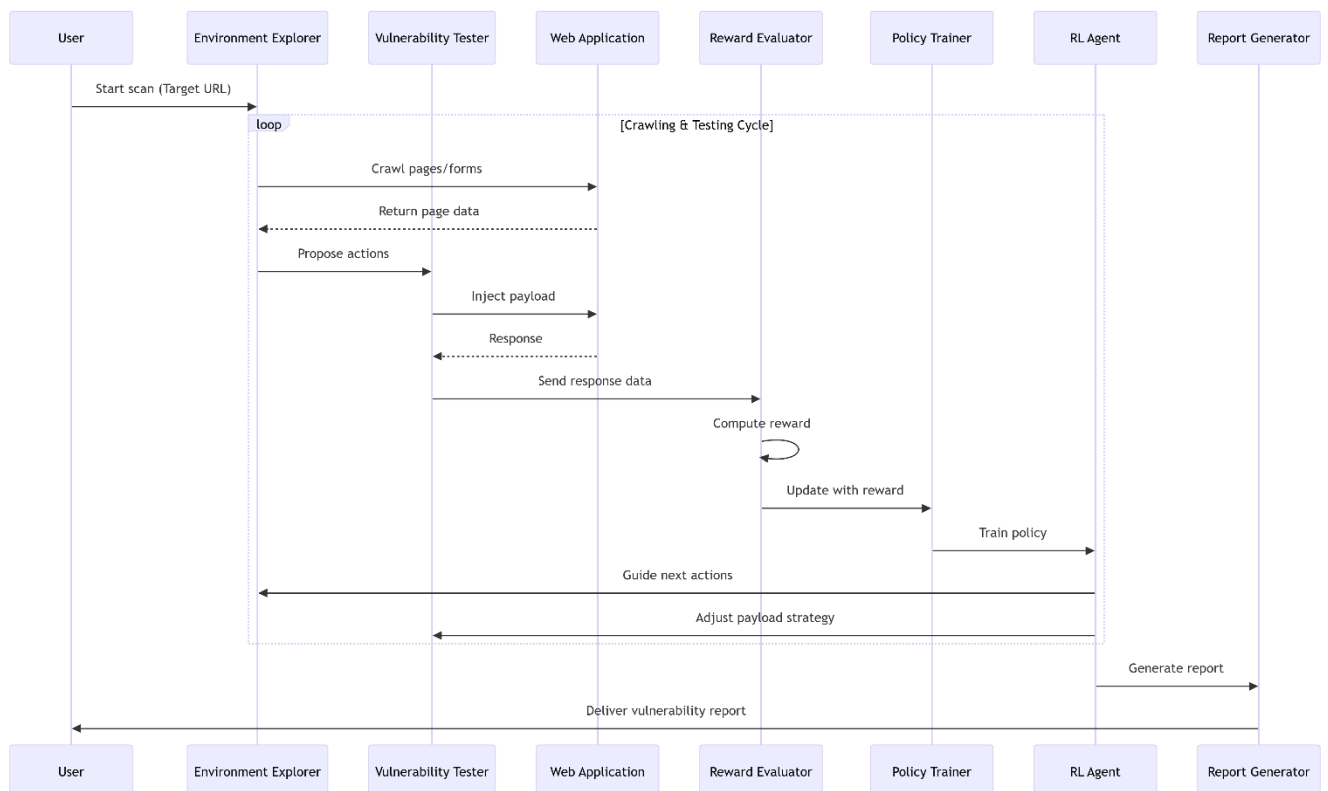 User
Environment Explorer
Vulnerability Tester
Web Application
Reward Evaluator
Policy Trainer
RL Agent
Report Generator
Start scan (Target URL)
loop
[Crawling & Testing Cycle]
Crawl pages/forms
Return page data
Propose actions
Inject payload
Response
Send response data
Compute reward
Update with reward
Train policy
Guide next actions
Adjust payload strategy
Generate report
Deliver vulnerability report
User
Environment Explorer
Vulnerability Tester
Web Application
Reward Evaluator
Policy Trainer
RL Agent
Report Generator